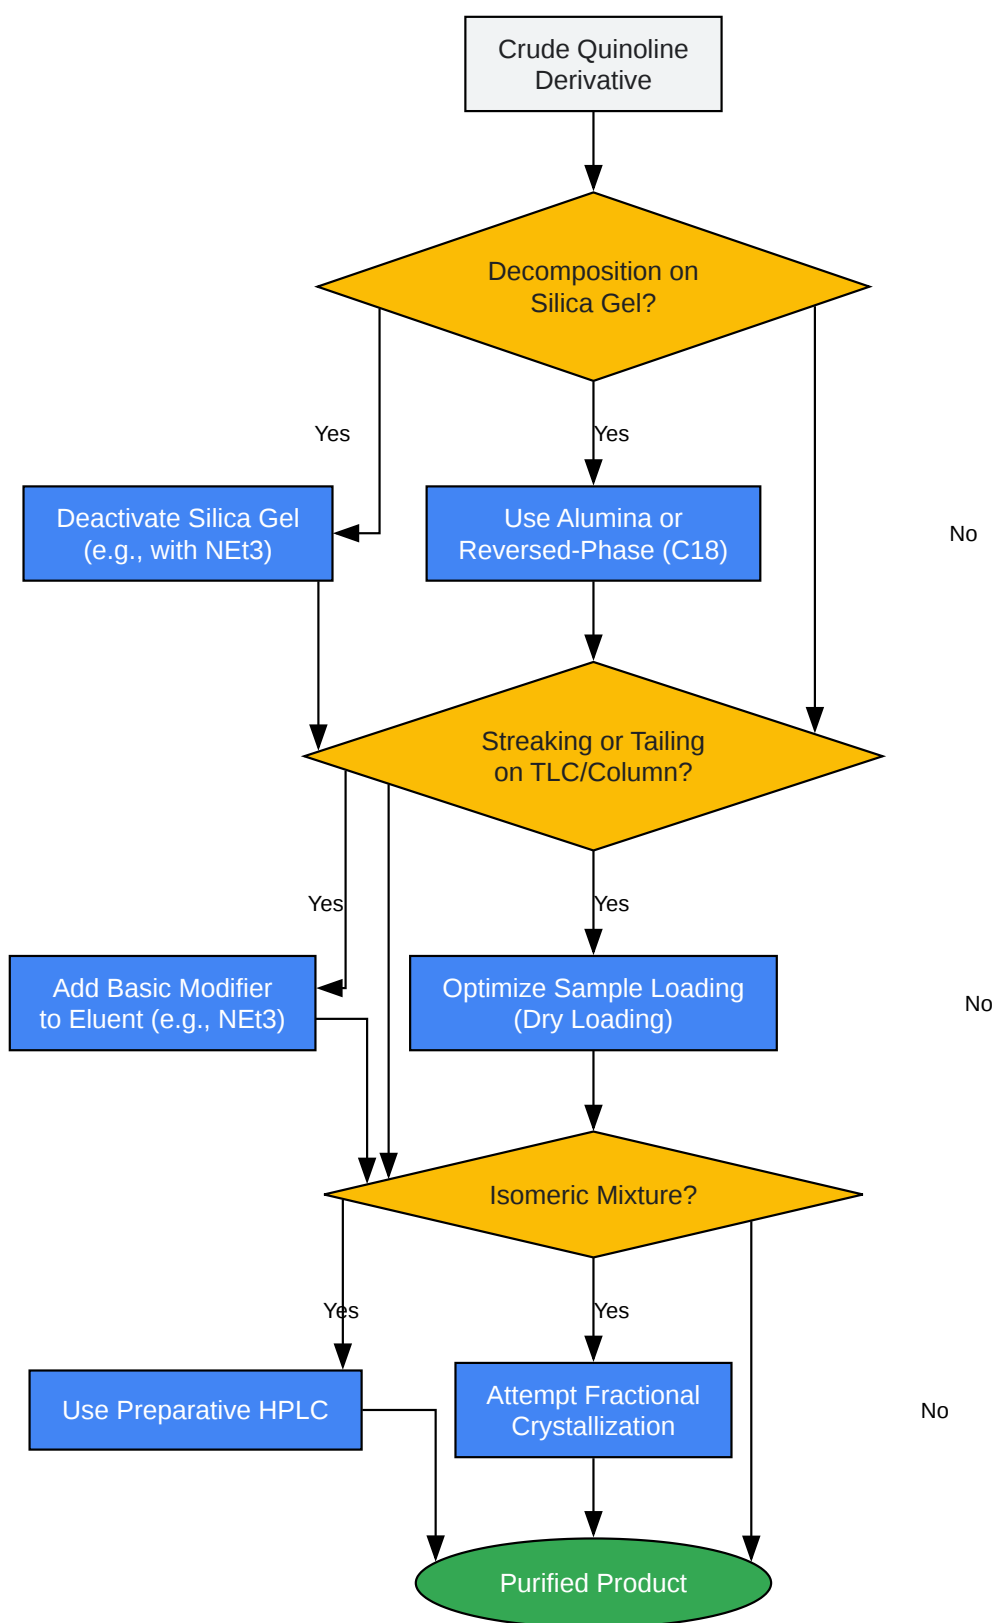 Crude Quinoline
Derivative
Decomposition on
Silica Gel?
Yes
Yes
Deactivate Silica Gel
(e.g., with NEt3)
Use Alumina or
Reversed-Phase (C18)
No
Streaking or Tailing
on TLC/Column?
Yes
Yes
Add Basic Modifier
to Eluent (e.g., NEt3)
Optimize Sample Loading
(Dry Loading)
No
Isomeric Mixture?
Yes
Yes
Use Preparative HPLC
Attempt Fractional
Crystallization
No
Purified Product